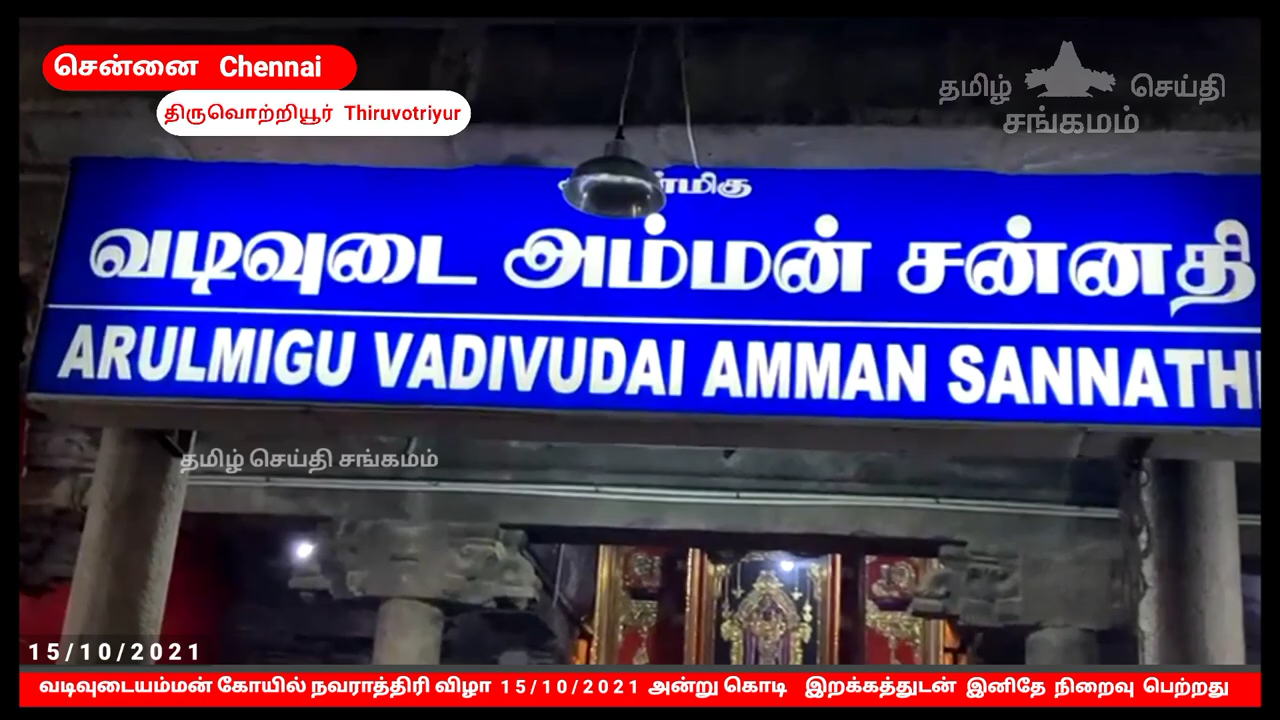 சென்னை Chennai
திருவொற்றியூர் Thiruvotriyur
தமிழ் செய்தி
சங்கமம்
வடிவுடை அம்மன் சன்னதி
ARULMIGU VADIVUDAI AMMAN SANNATHI
தமிழ் செய்தி சங்கமம்
15/10/2021
வடிவுடையம்மன் கோயில் நவராத்திரி விழா 15/10/2021 அன்று கொடி இறக்கத்துடன் இனிதே நிறைவு பெற்றது